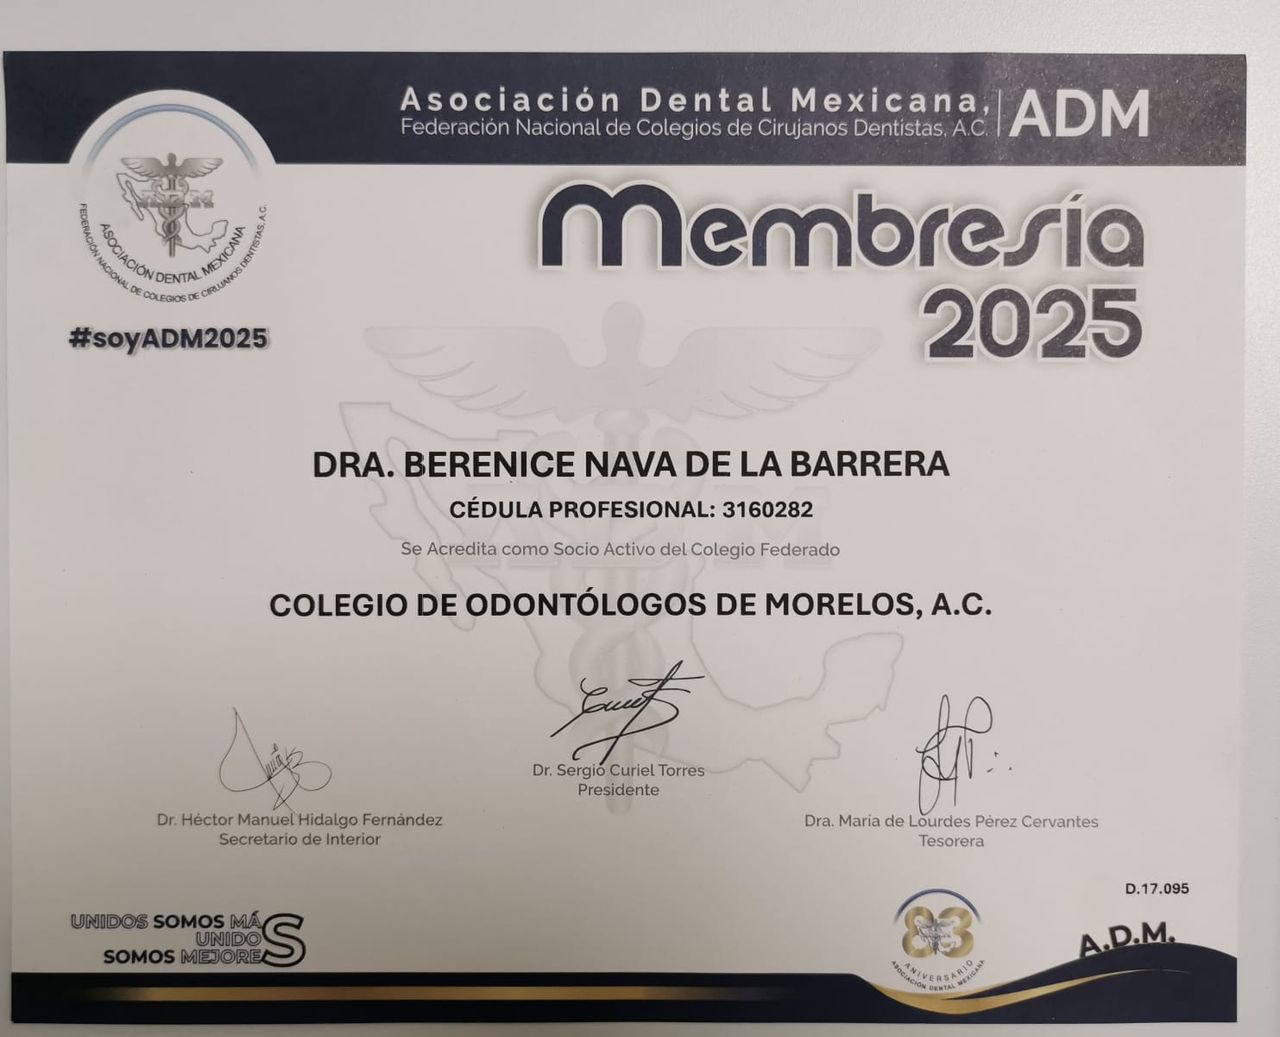 Asociación Dental Mexicana,
Federación Nacional de Colegios de Cirujanos Dentistas, A.C.
ADM
ADM
ASOCIACIÓN DENTAL MEXICANA
FEDERACIÓN NACIONAL DE COLEGIOS DE CIRUJANOS DENTISTAS, A.C.
#soyADM2025
Membresía
2025
DRA. BERENICE NAVA DE LA BARRERA
CÉDULA PROFESIONAL: 3160282
Se Acredita como Socio Activo del Colegio Federado
COLEGIO DE ODONTÓLOGOS DE MORELOS, A.C.
Dr. Sergio Curiel Torres
Presidente
Dr. Héctor Manuel Hidalgo Fernández
Secretario de Interior
Dra. María de Lourdes Pérez Cervantes
Tesorera
D.17.095
UNIDOS SOMOS MÁS
UNIDOS
SOMOS MEJORES
83
ANIVERSARIO
ASOCIACIÓN DENTAL MEXICANA
A.D.M.